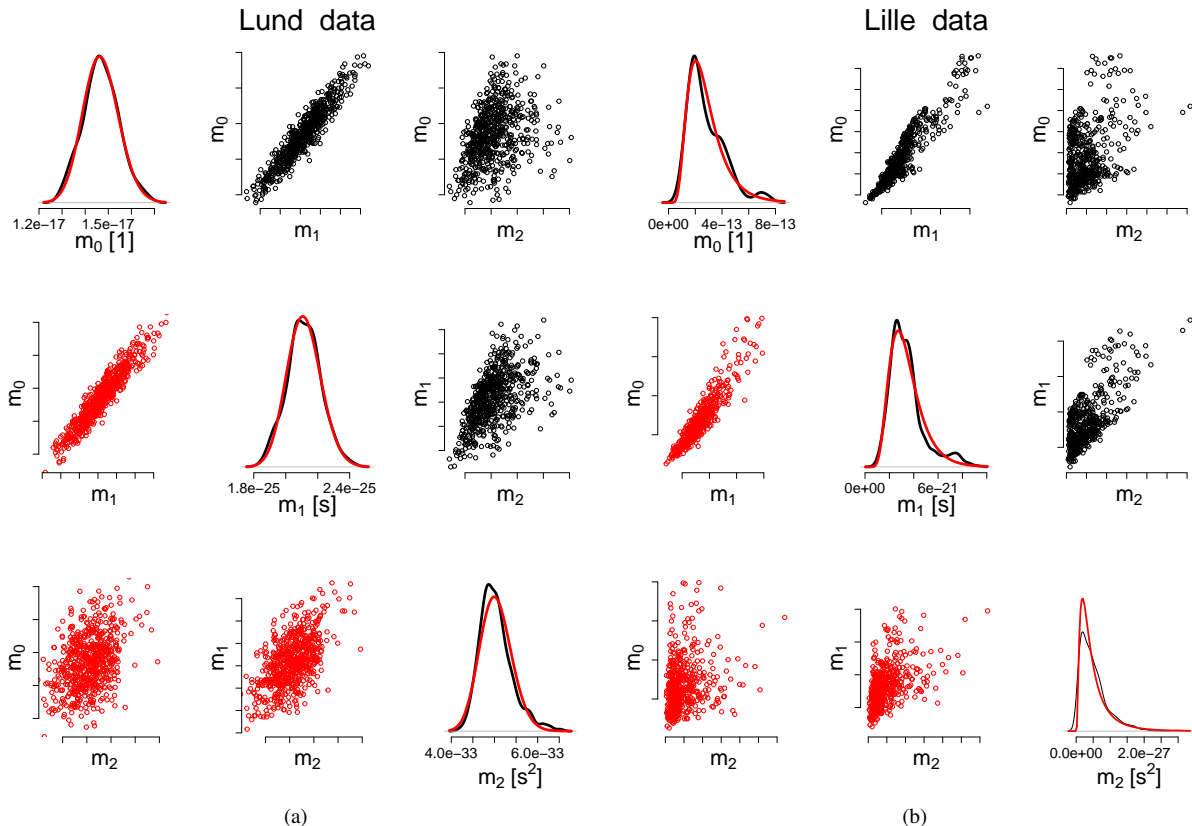 Lund data
Lille data
m0
m0
m0
m0
1.2e−17 1.5e−17
m0 [1]
m1
m2
0e+00 4e−13 8e−13
m0 [1]
m1
m2
m0
m1
m0
m1
m1
1.8e−25 2.4e−25
m1 [s]
m2
m1
0e+00 6e−21
m1 [s]
m2
m0
m1
m0
m1
m2
m2
4.0e−33 6.0e−33
m2 [s2]
m2
m2
0.0e+00 2.0e−27
m2 [s2]
(a)
(b)